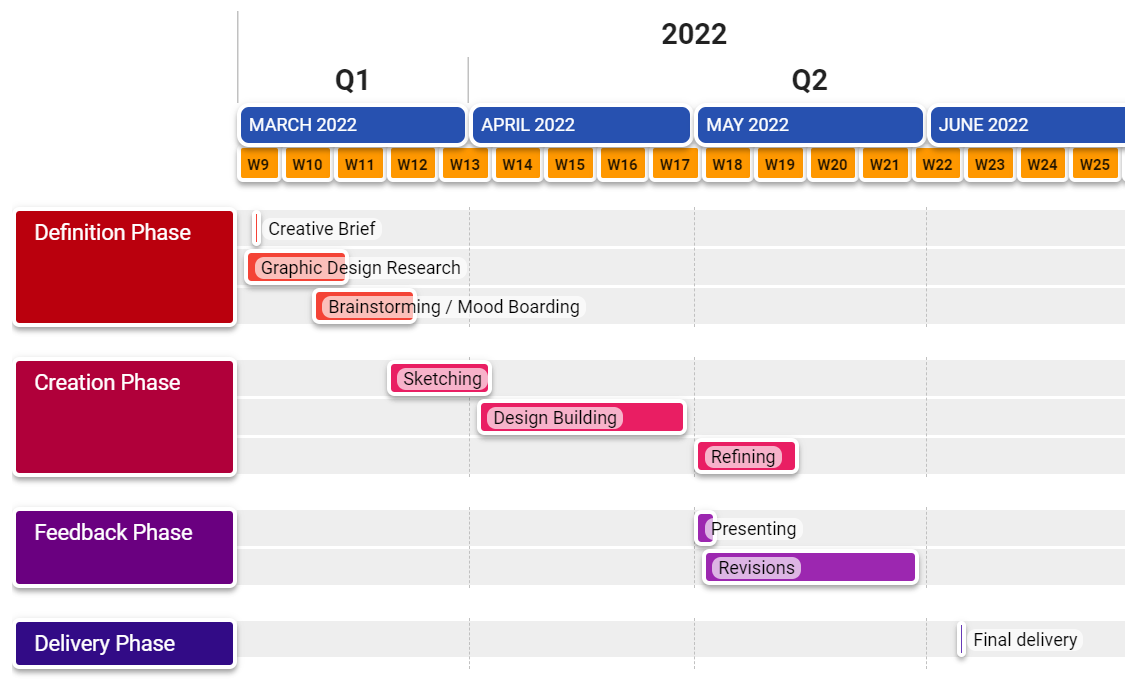 2022
Q1 Q2
MARCH 2022 APRIL 2022 MAY 2022 JUNE 2022
W9 W10 W11 W12 W13 W14 W15 W16 W17 W18 W19 W20 W21 W22 W23 W24 W25
Definition Phase
Creative Brief
Graphic Design Research
Brainstorming / Mood Boarding
Creation Phase
Sketching
Design Building
Refining
Feedback Phase
Presenting
Revisions
Delivery Phase
Final delivery